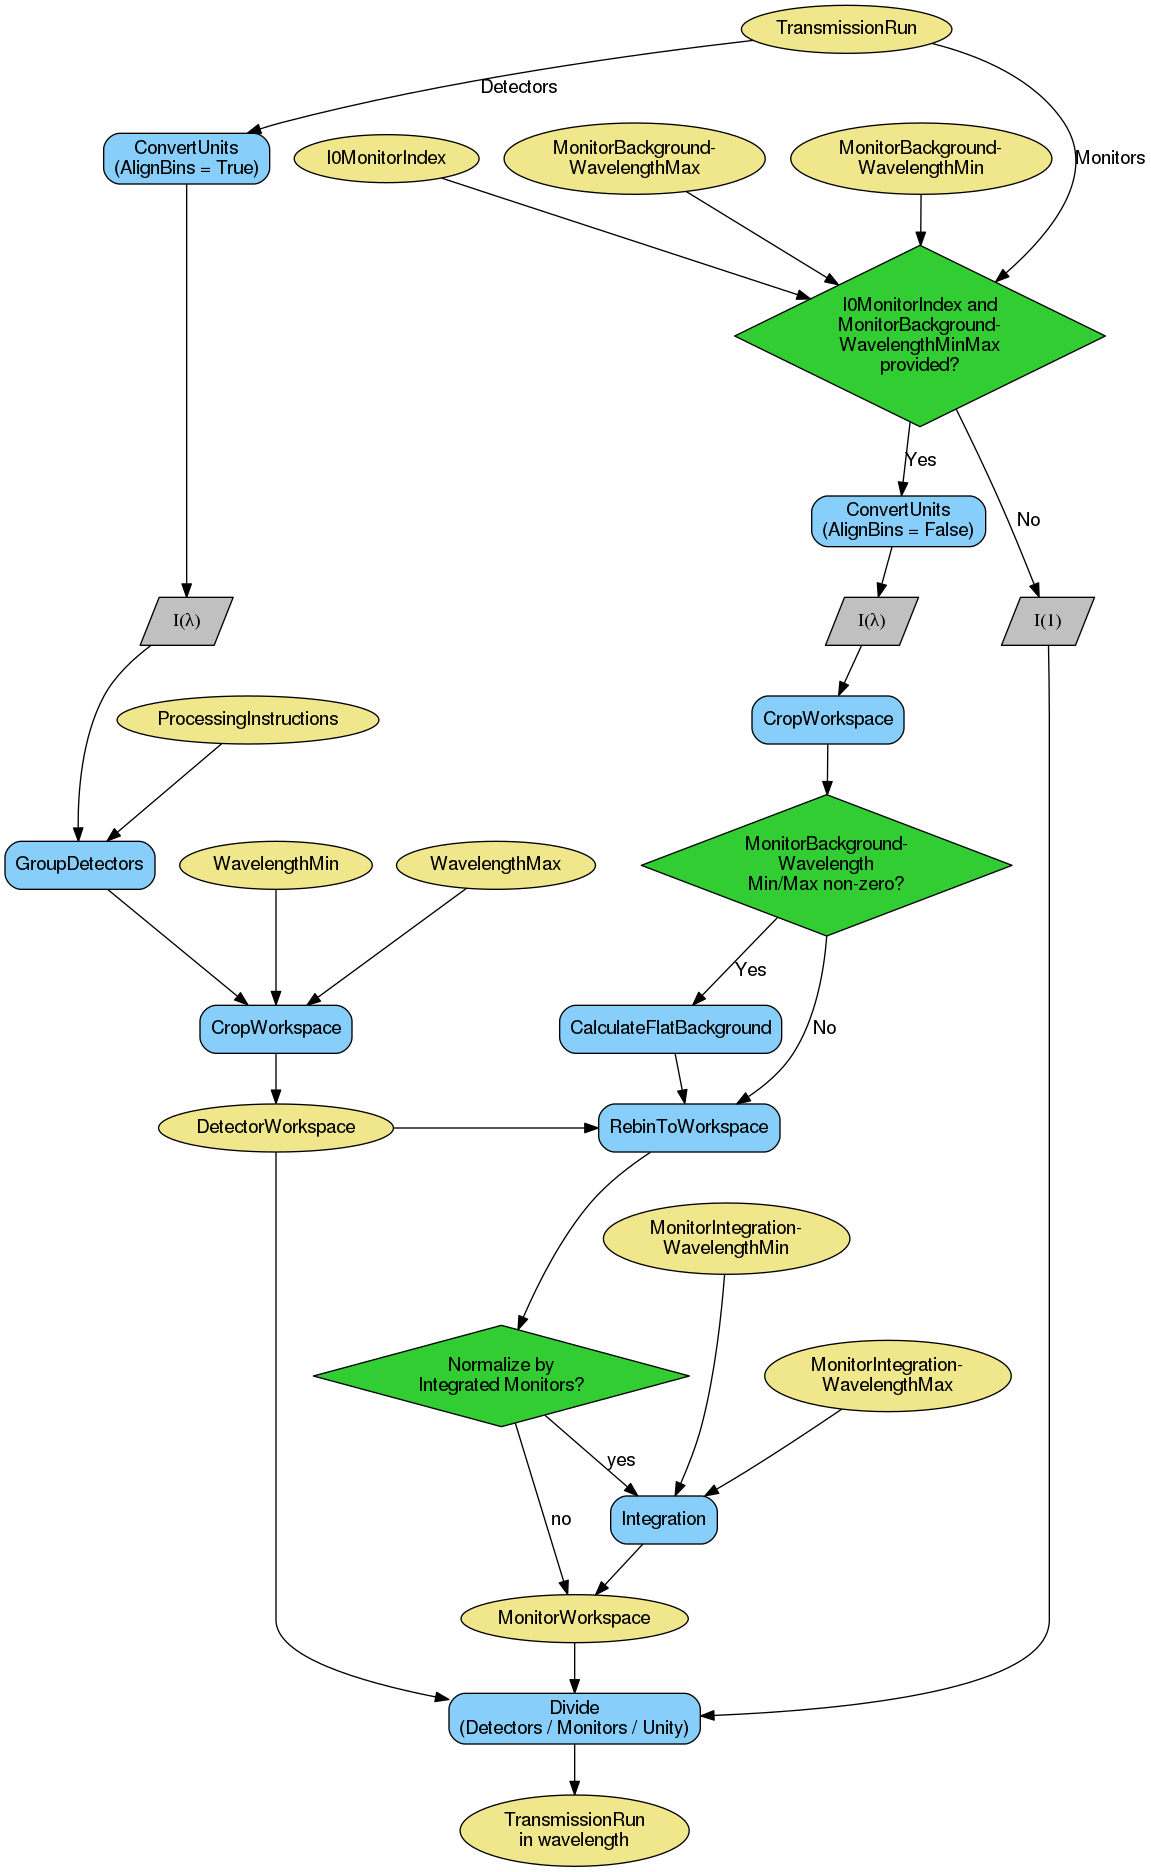 TransmissionRun
Detectors
ConvertUnits
(AlignBins = True)
I0MonitorIndex
MonitorBackground-
WavelengthMax
MonitorBackground-
WavelengthMin
Monitors
I0MonitorIndex and
MonitorBackground-
WavelengthMinMax
provided?
Yes
ConvertUnits
(AlignBins = False)
No
I(λ)
I(λ)
I(1)
ProcessingInstructions
CropWorkspace
GroupDetectors
WavelengthMin
WavelengthMax
MonitorBackground-
Wavelength
Min/Max non-zero?
Yes
CropWorkspace
CalculateFlatBackground
No
DetectorWorkspace
RebinToWorkspace
MonitorIntegration-
WavelengthMin
Normalize by
Integrated Monitors?
MonitorIntegration-
WavelengthMax
yes
no
Integration
MonitorWorkspace
Divide
(Detectors / Monitors / Unity)
TransmissionRun
in wavelength